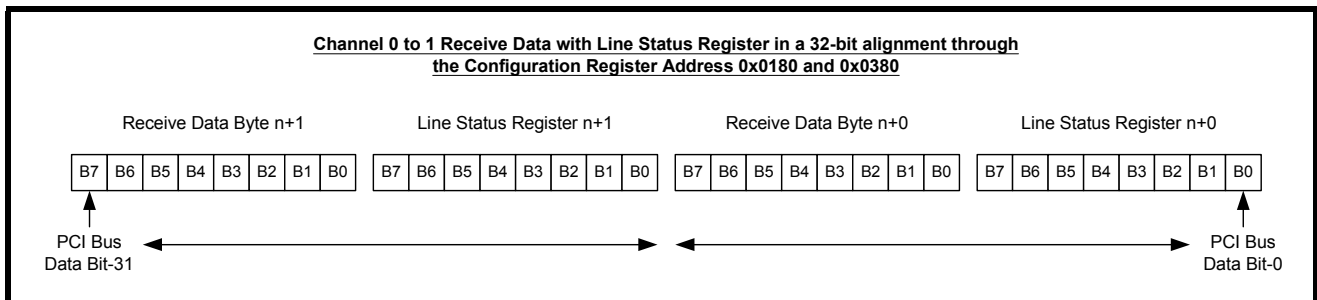 Channel 0 to 1 Receive Data with Line Status Register in a 32-bit alignment through
the Configuration Register Address 0x0180 and 0x0380
Receive Data Byte n+1 Line Status Register n+1 Receive Data Byte n+0 Line Status Register n+0
B7 B6 B5 B4 B3 B2 B1 B0 B7 B6 B5 B4 B3 B2 B1 B0 B7 B6 B5 B4 B3 B2 B1 B0 B7 B6 B5 B4 B3 B2 B1 B0
PCI Bus PCI Bus
Data Bit-31 Data Bit-0